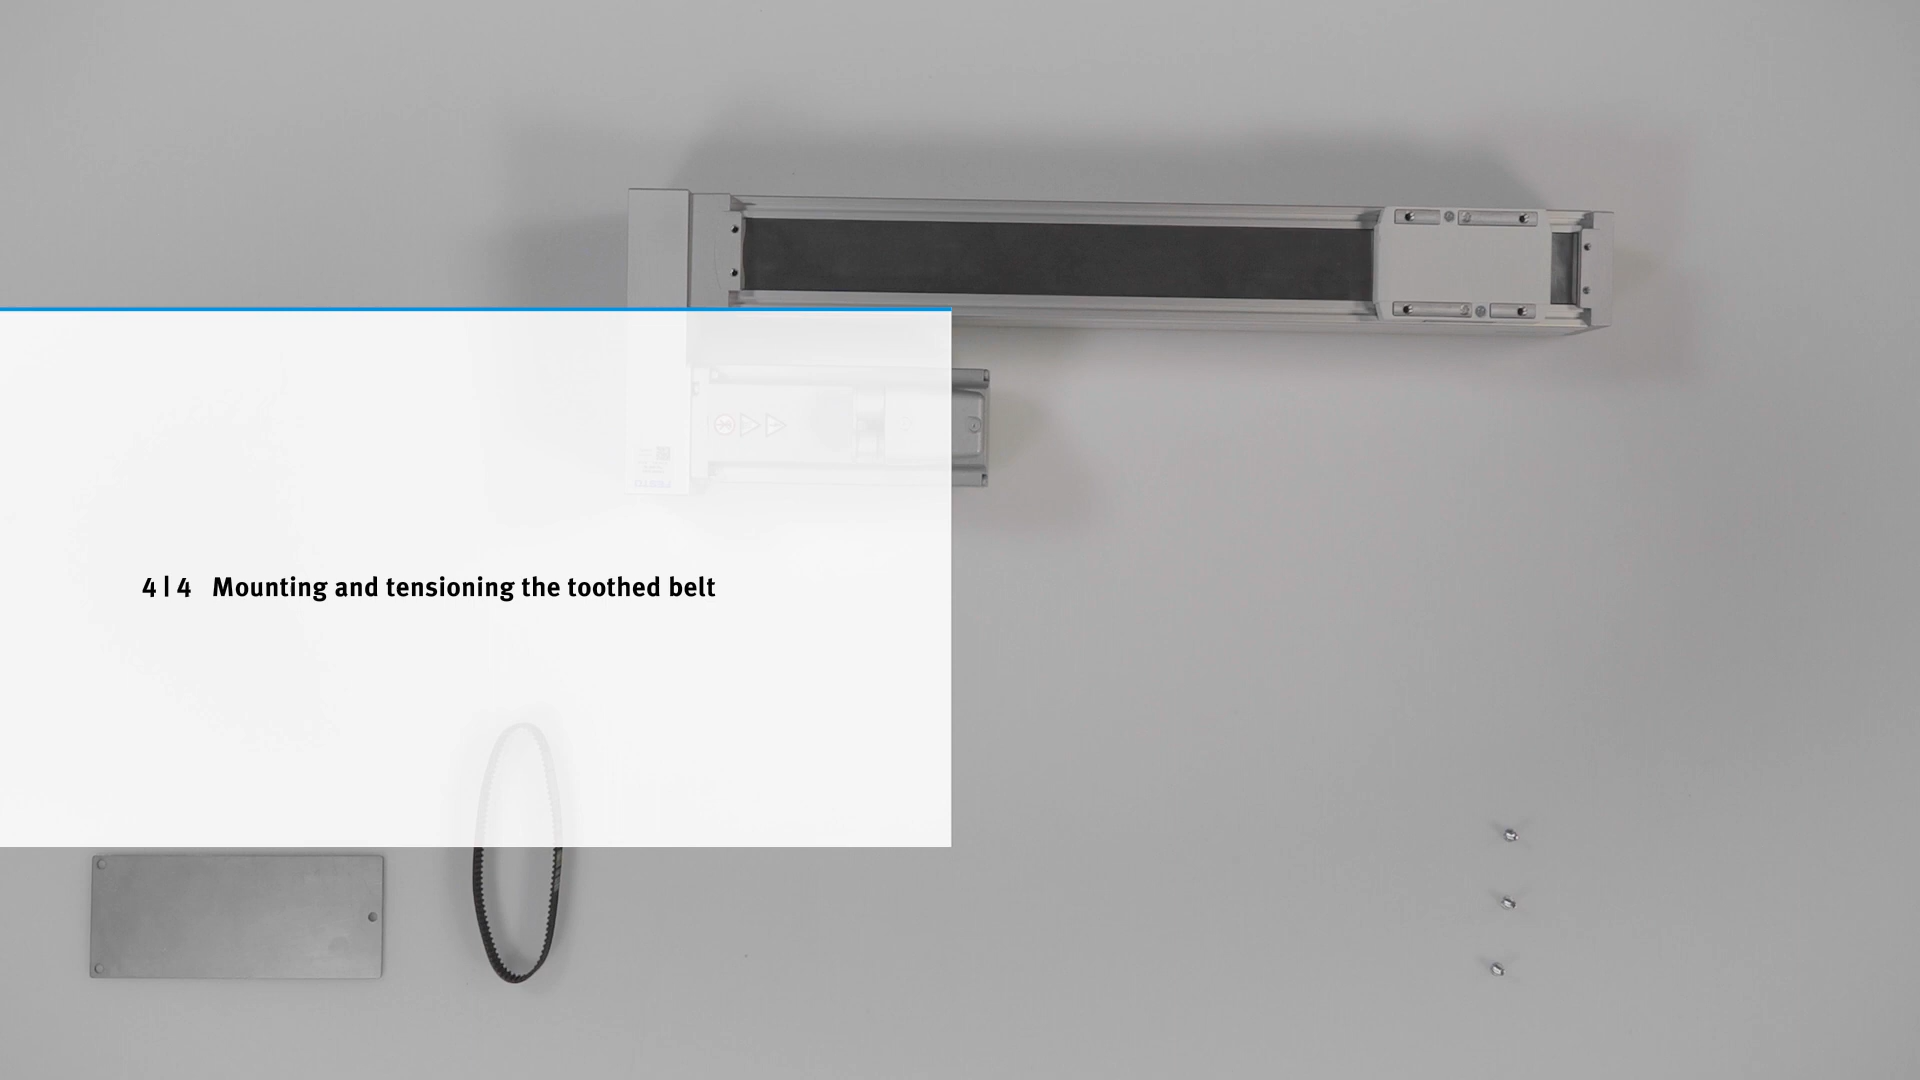 4 | 4 Mounting and tensioning the toothed belt